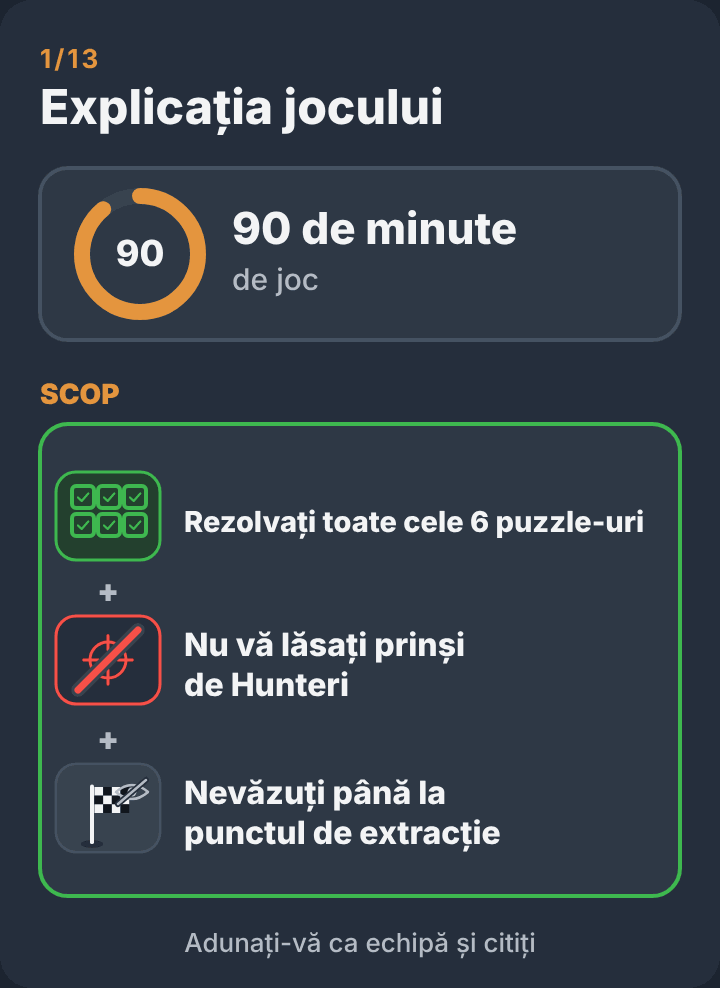 1/13
Explicația jocului
90
90 de minute
de joc
SCOP
Rezolvați toate cele 6 puzzle-uri
+
Nu vă lăsați prinși
de Hunteri
+
Nevăzuți până la
punctul de extracție
Adunați-vă ca echipă și citiți